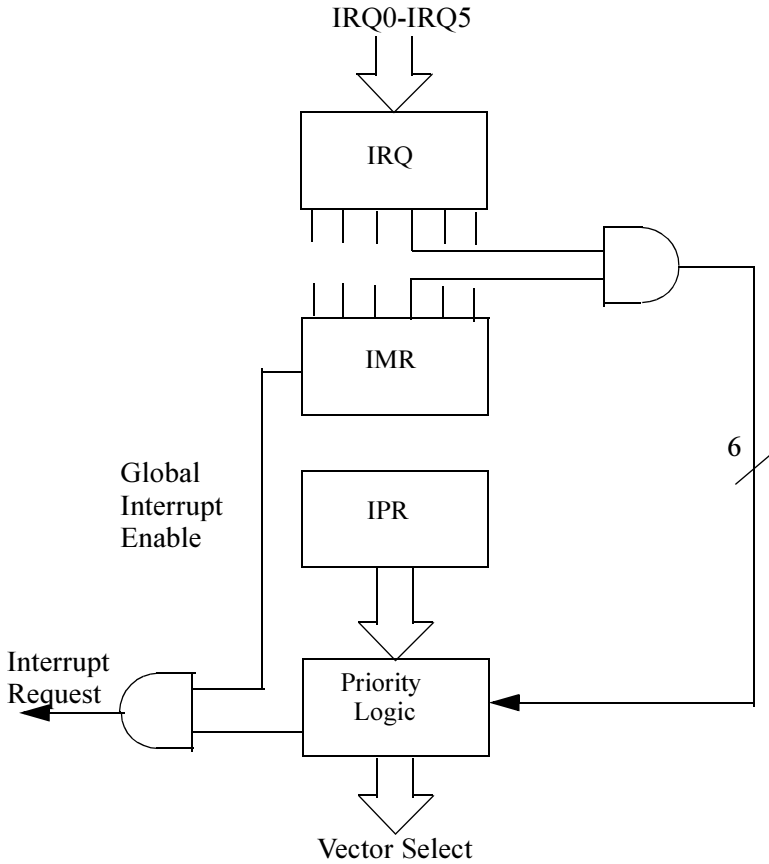 IRQ0-IRQ5
IRQ
IMR
6
Global
Interrupt
Enable
IPR
Interrupt
Request
Priority
Logic
Vector Select